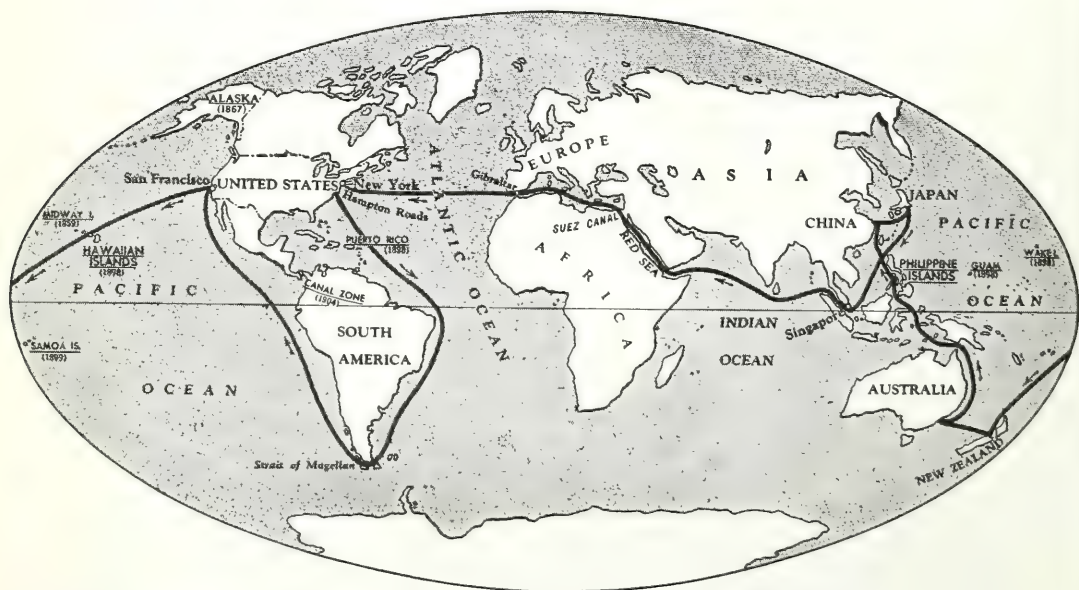 ALASKA
(1867)
San Francisco
UNITED STATES
New York
Hampton Roads
MIDWAY I.
HAWAIIAN
ISLANDS
(1898)
PUERTO RICO
(1898)
CANAL ZONE
(1904)
PACIFIC
OCEAN
SAMOA IS.
(1899)
SOUTH
AMERICA
Strait of Magellan
ATLANTIC OCEAN
Gibraltar
EUROPE
ASIA
AFRICA
SUEZ CANAL
RED SEA
INDIAN
OCEAN
Singapore
CHINA
JAPAN
PACIFIC
OCEAN
PHILIPPINE
ISLANDS
GUAM
(1898)
WAKE I.
(1898)
AUSTRALIA
NEW ZEALAND